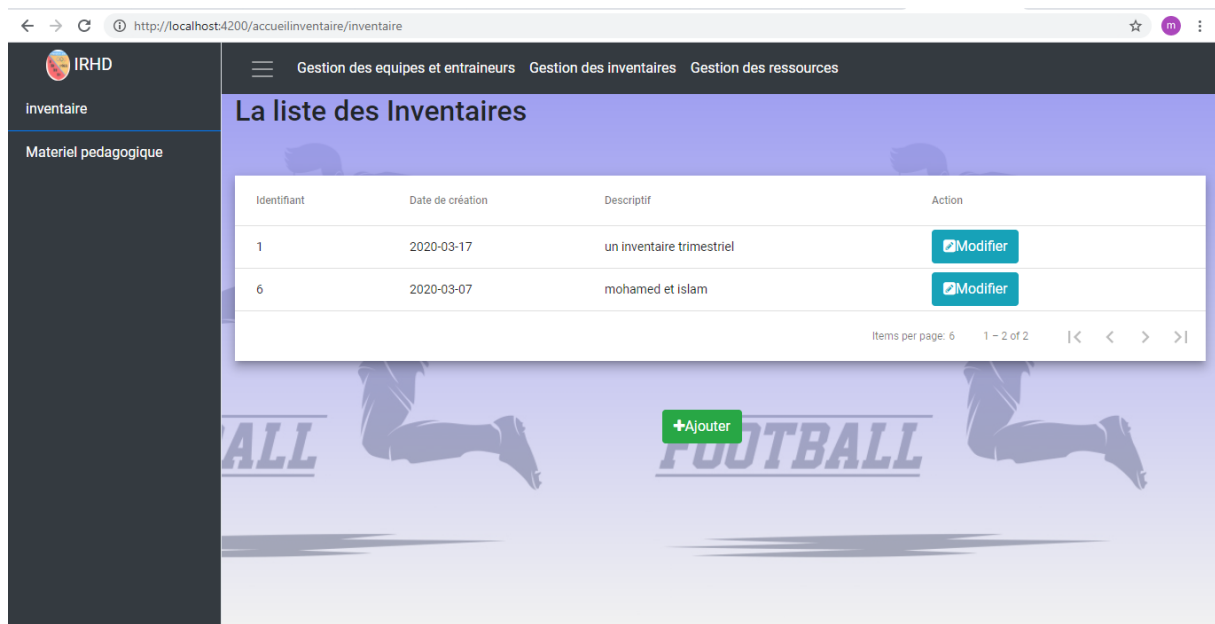 http://localhost:4200/accueilinventaire/inventaire
m
IRHD
Gestion des equipes et entraineurs Gestion des inventaires Gestion des ressources
inventaire
Materiel pedagogique
La liste des Inventaires
Identifiant Date de création Descriptif Action
1 2020-03-17 un inventaire trimestriel Modifier
6 2020-03-07 mohamed et islam Modifier
Items per page: 6 1 – 2 of 2
+Ajouter
ALL FOOTBALL